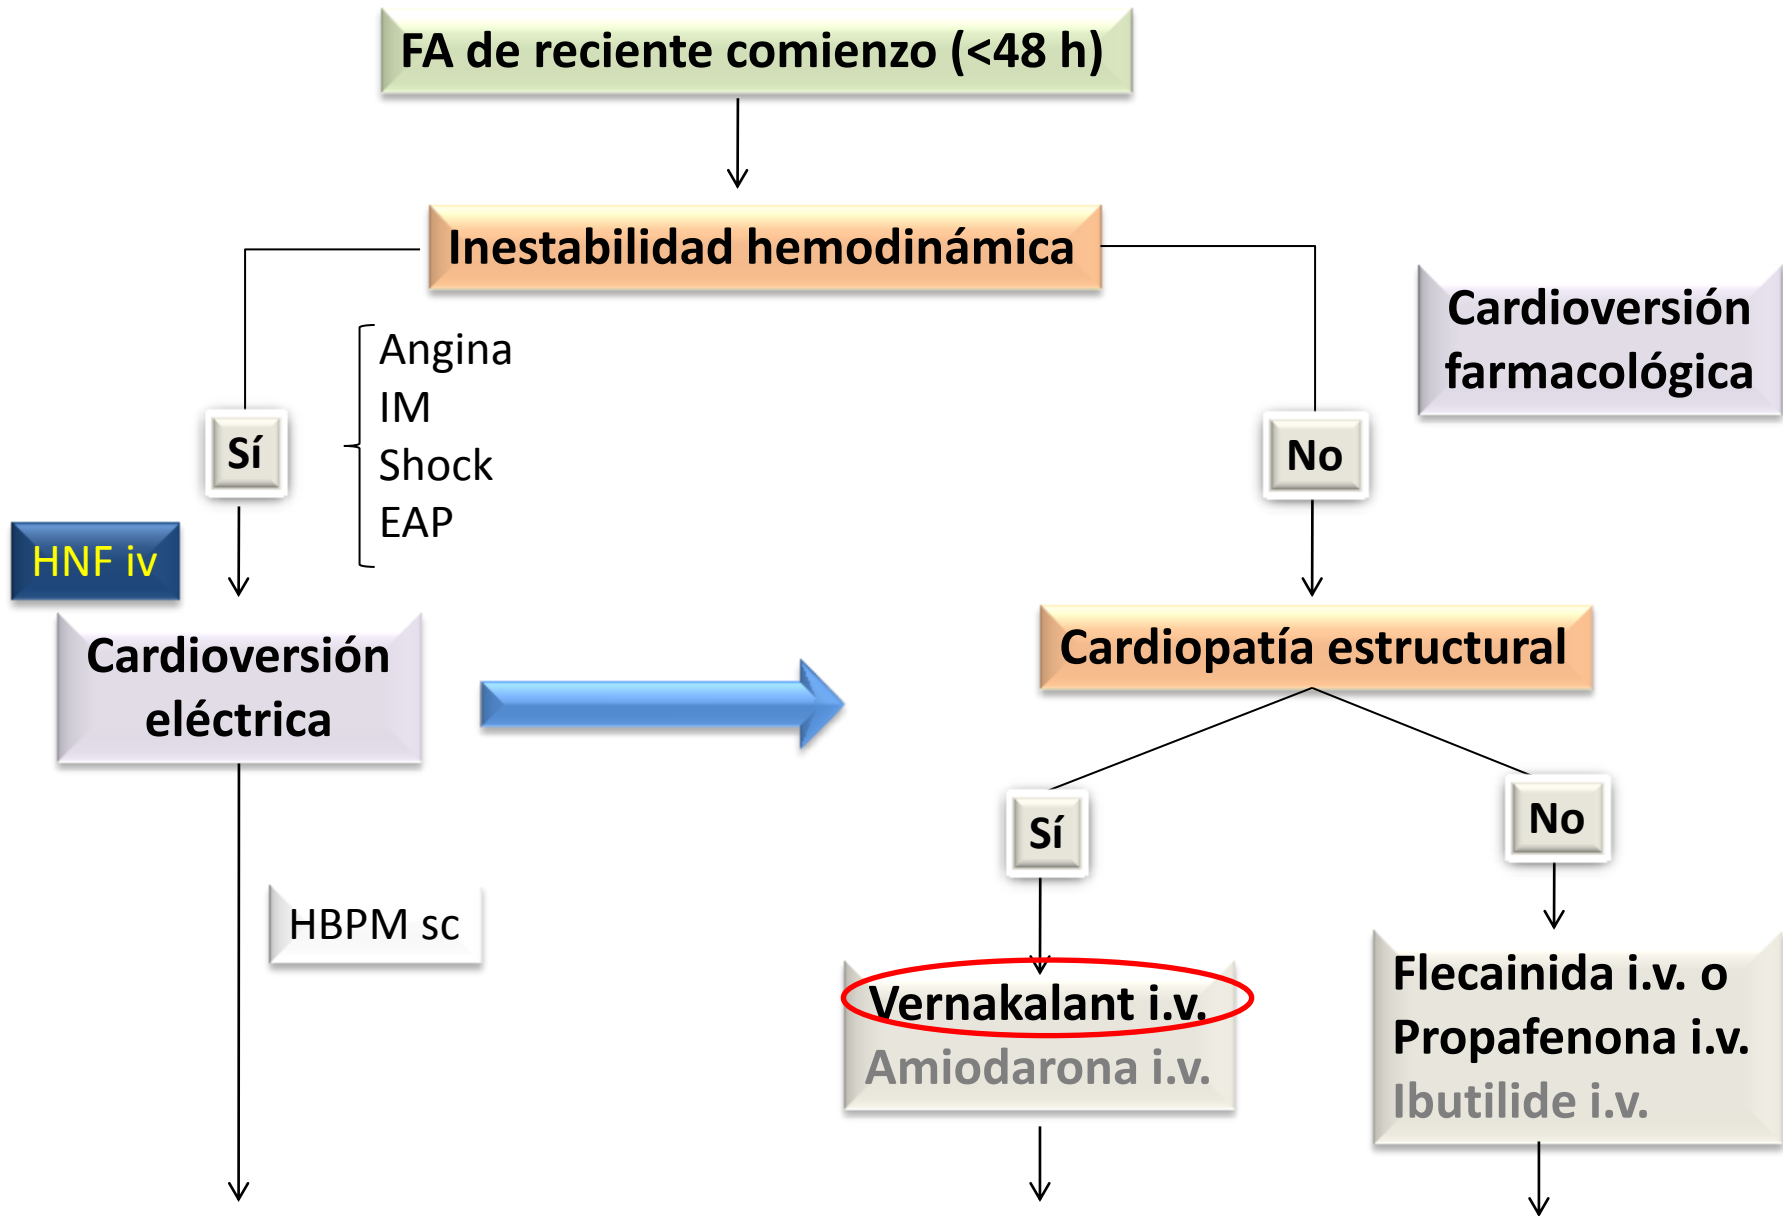 FA de reciente comienzo (<48 h)
Inestabilidad hemodinámica
Cardioversión
farmacológica
Angina
IM
Shock
EAP
Sí
No
HNF iv
Cardioversión
eléctrica
Cardiopatía estructural
Sí
No
HBPM sc
Vernakalant i.v.
Amiodarona i.v.
Flecainida i.v. o
Propafenona i.v.
Ibutilide i.v.